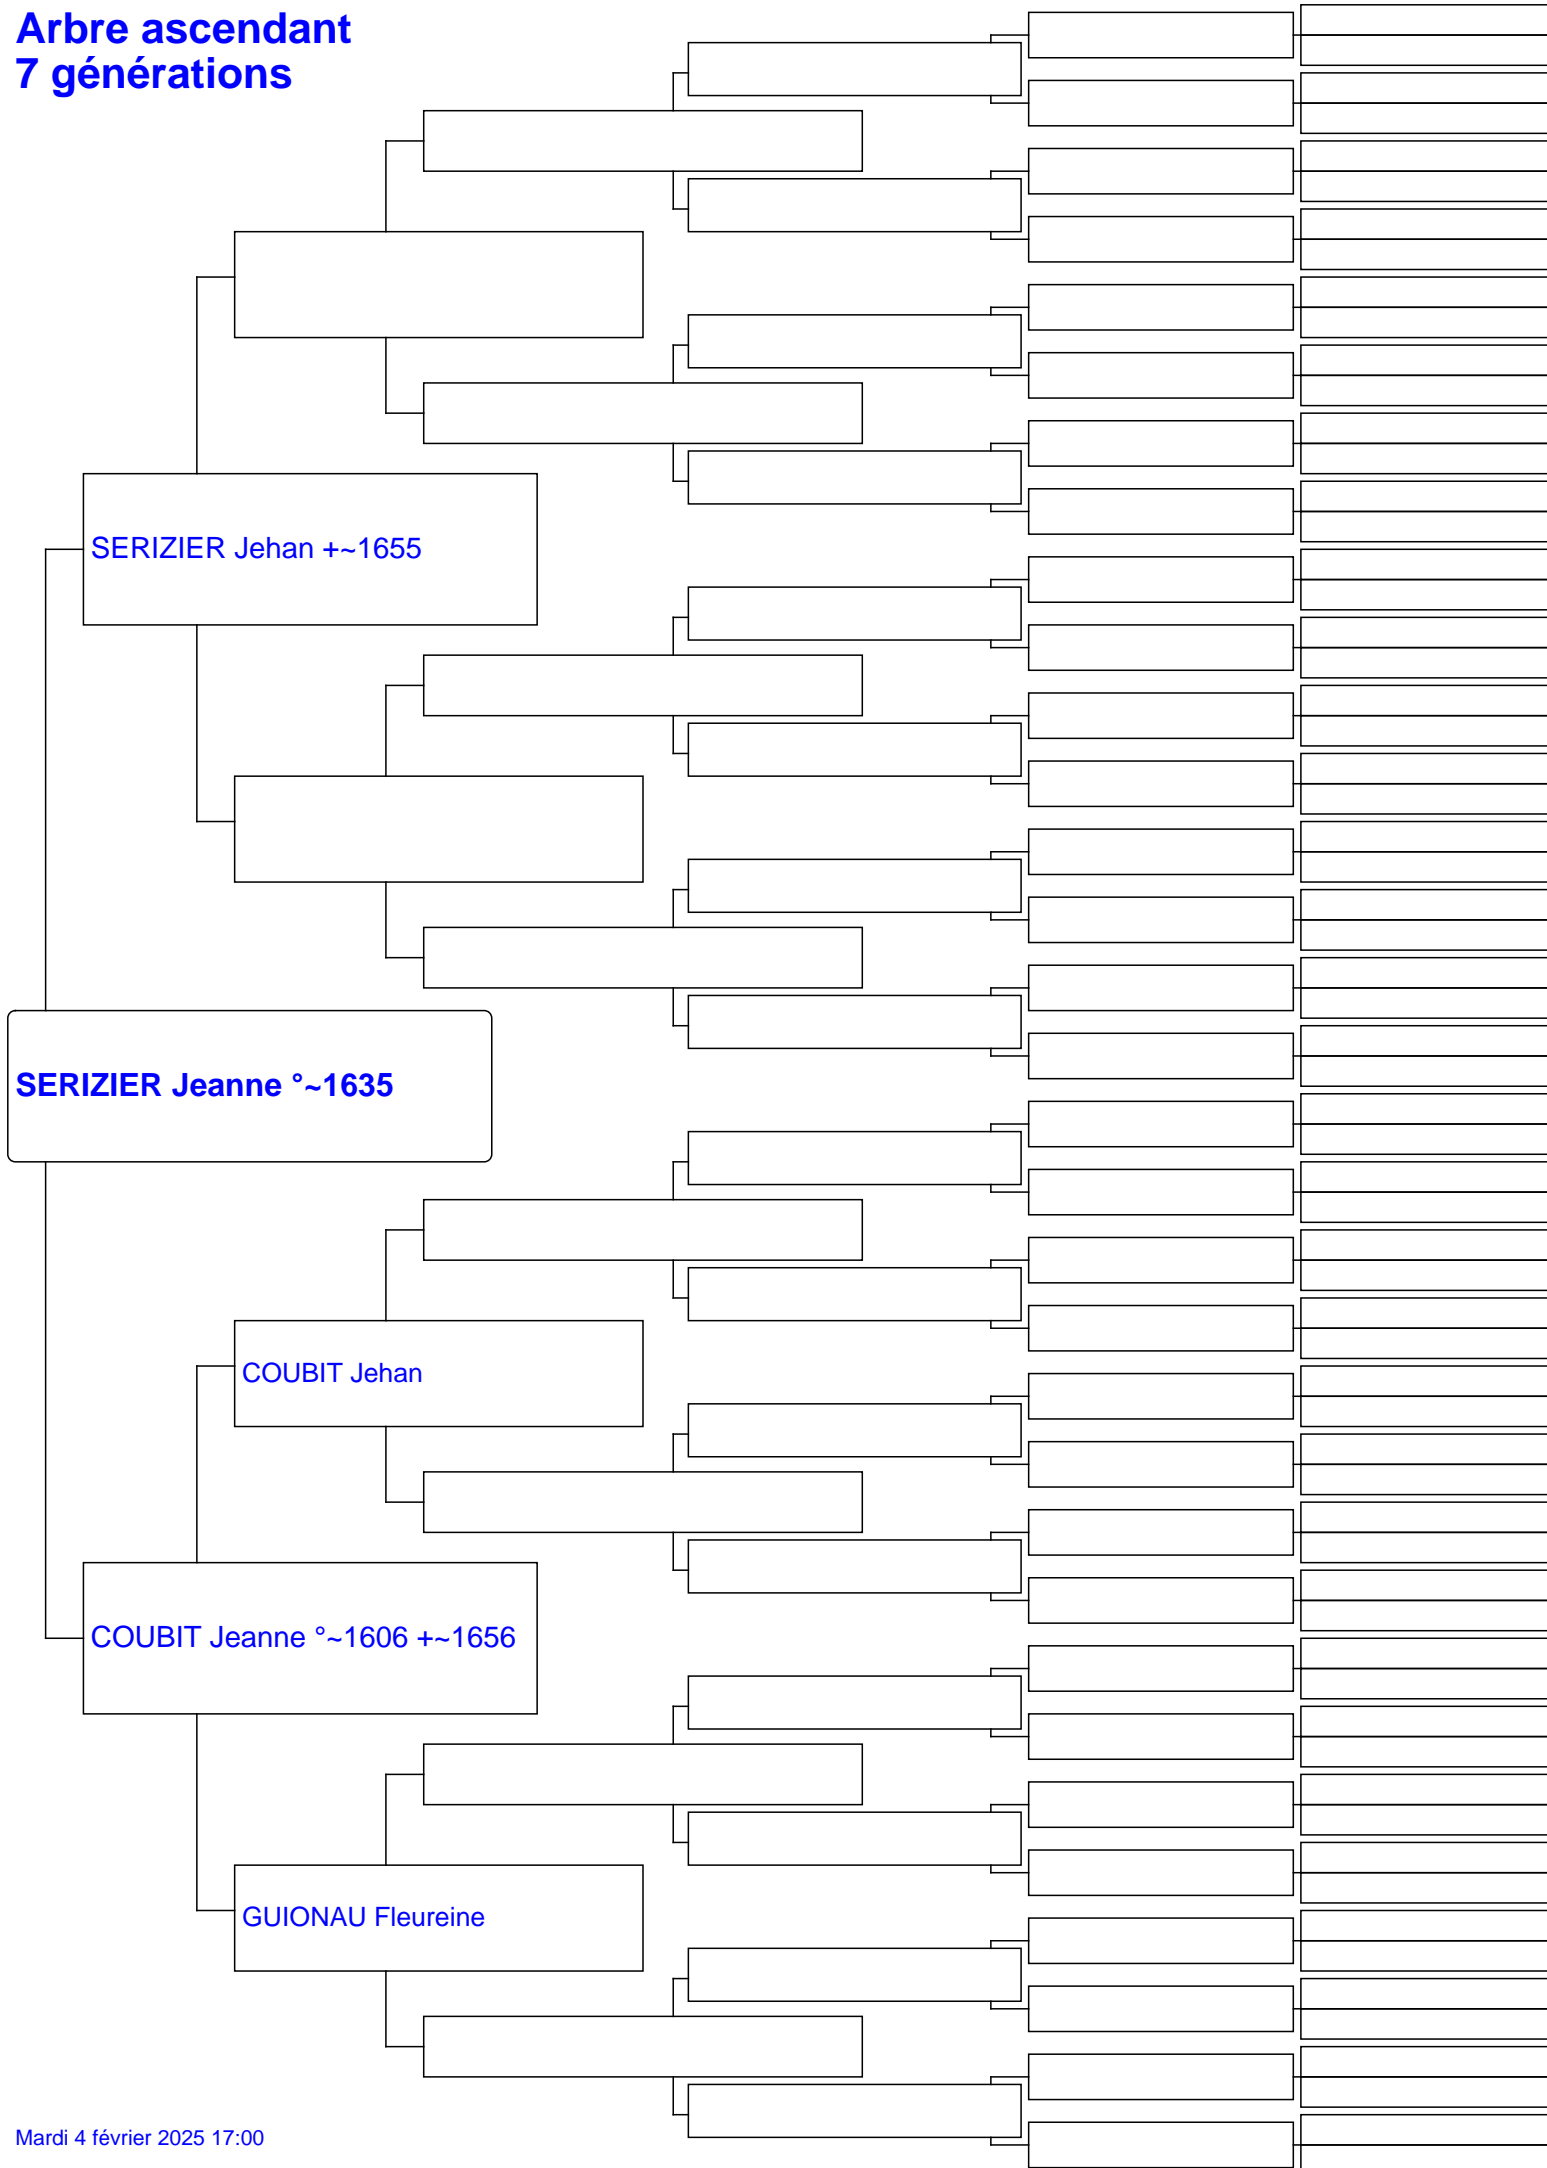 Arbre ascendant
7 générations
SERIZIER Jehan +~1655
SERIZIER Jeanne °~1635
COUBIT Jehan
COUBIT Jeanne °~1606 +~1656
GUIONAU Fleureine
Mardi 4 février 2025 17:00